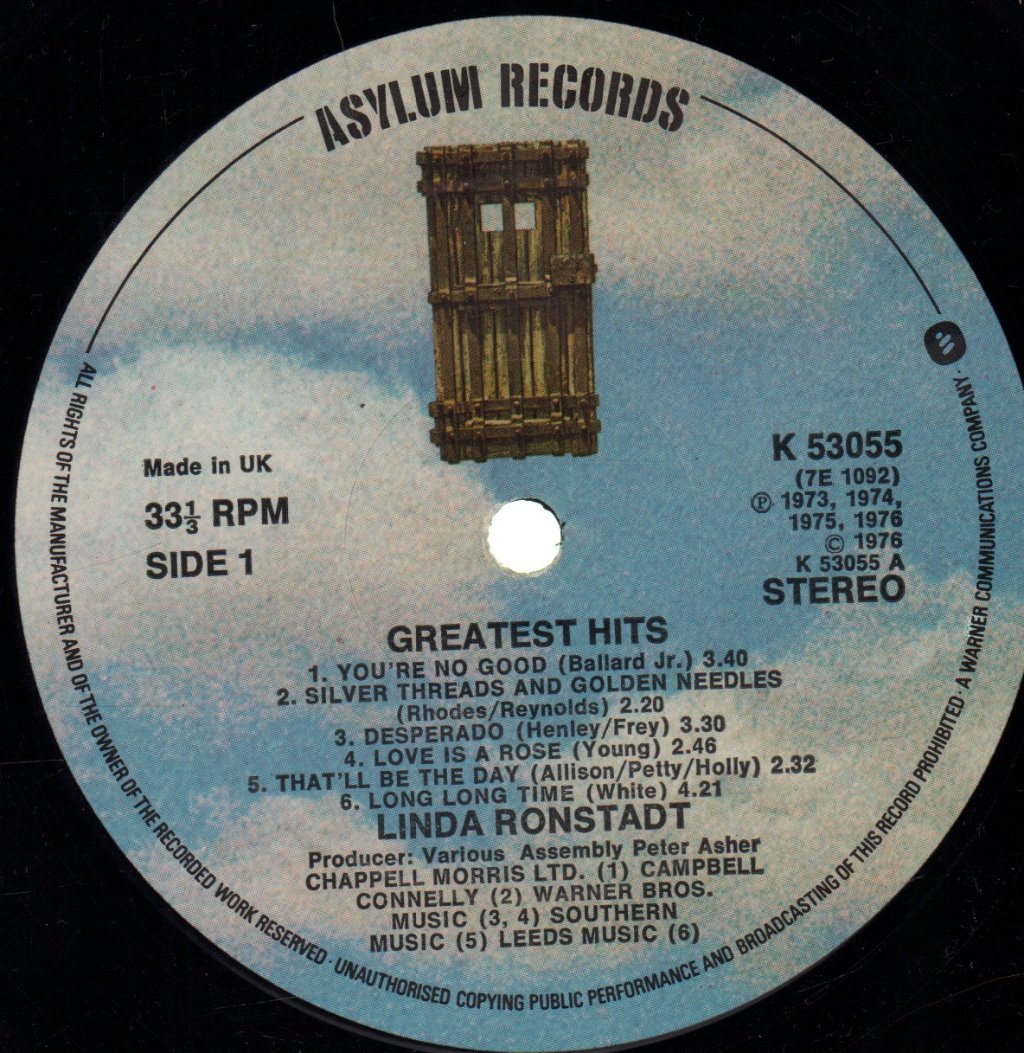 ASYLUM RECORDS
Made in UK
33⅓ RPM
SIDE 1
K 53055
(7E 1092)
℗ 1973, 1974,
1975, 1976
© 1976
K 53055 A
STEREO
GREATEST HITS
1. YOU'RE NO GOOD (Ballard Jr.) 3.40
2. SILVER THREADS AND GOLDEN NEEDLES
(Rhodes/Reynolds) 2.20
3. DESPERADO (Henley/Frey) 3.30
4. LOVE IS A ROSE (Young) 2.46
5. THAT'LL BE THE DAY (Allison/Petty/Holly) 2.32
6. LONG LONG TIME (White) 4.21
LINDA RONSTADT
Producer: Various Assembly Peter Asher
CHAPPELL MORRIS LTD. (1) CAMPBELL
CONNELLY (2) WARNER BROS.
MUSIC (3, 4) SOUTHERN
MUSIC (5) LEEDS MUSIC (6)
ALL RIGHTS OF THE MANUFACTURER AND OF THE OWNER OF THE RECORDED WORK RESERVED · UNAUTHORISED COPYING PUBLIC PERFORMANCE AND BROADCASTING OF THIS RECORD PROHIBITED · A WARNER COMMUNICATIONS COMPANY ·